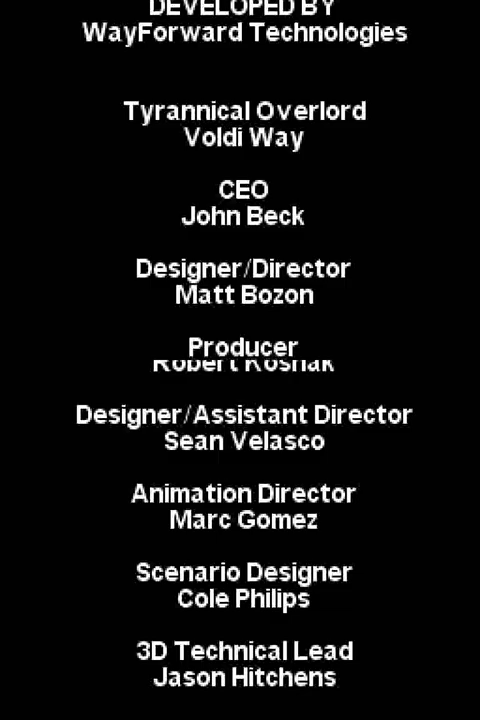 DEVELOPED BY
WayForward Technologies
Tyrannical Overlord
Voldi Way
CEO
John Beck
Designer/Director
Matt Bozon
Producer
Robert Koshak
Designer/Assistant Director
Sean Velasco
Animation Director
Marc Gomez
Scenario Designer
Cole Philips
3D Technical Lead
Jason Hitchens